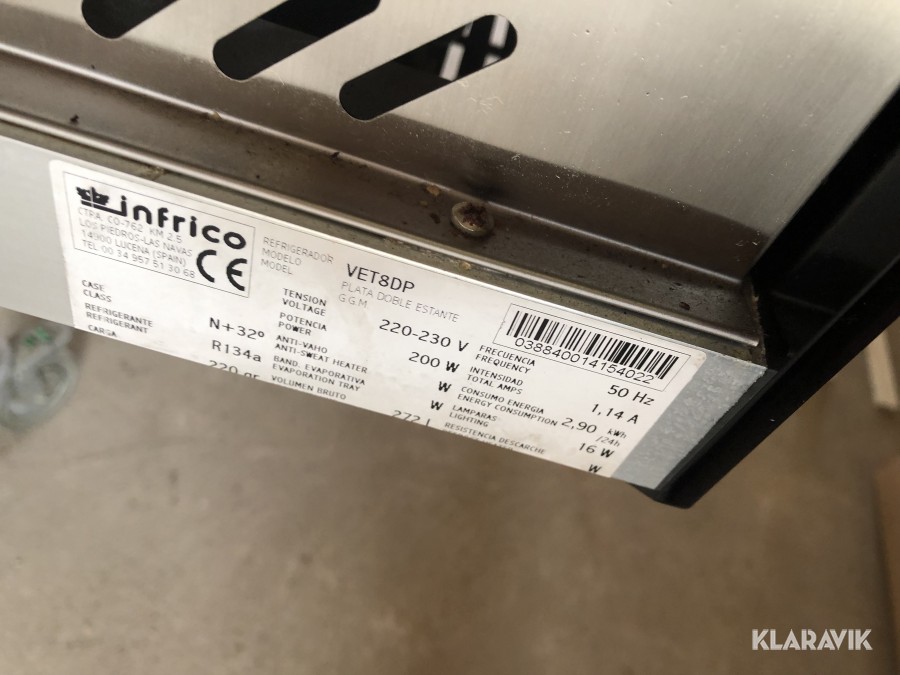 infrico
CTRA. CO-762 KM 2,5
LOS PIEDROS-LAS NAVAS
14900 LUCENA (SPAIN)
TEL 00 34 957 51 30 68
CE
REFRIGERADOR
MODELO
MODEL
VET8DP
PLATA DOBLE ESTANTE
G.G.M
038840014154022
CASE
CLASS
N+32º
REFRIGERANTE
REFRIGERANT
R134a
CARGA
220 gr
TENSION
VOLTAGE
220-230 V
POTENCIA
POWER
200 W
ANTI-VAHO
ANTI-SWEAT HEATER
W
BAND. EVAPORATIVA
EVAPORATION TRAY
W
VOLUMEN BRUTO
272 l
FRECUENCIA
FREQUENCY
50 Hz
INTENSIDAD
TOTAL AMPS
1,14 A
CONSUMO ENERGIA
ENERGY CONSUMPTION
2,90 kWh
/24h
LAMPARAS
LIGHTING
16 W
RESISTENCIA DESCARCHE
W
KLARAVIK